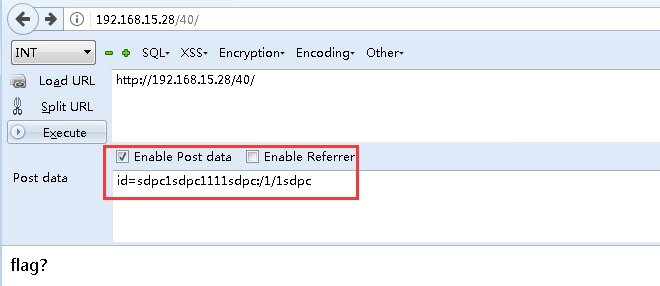 192.168.15.28/40/
INT SQL XSS Encryption Encoding Other
Load URL http://192.168.15.28/40/
Split URL
Execute
Enable Post data Enable Referrer
Post data id=sdpc1sdpc1111sdpc:/1/1sdpc
flag?